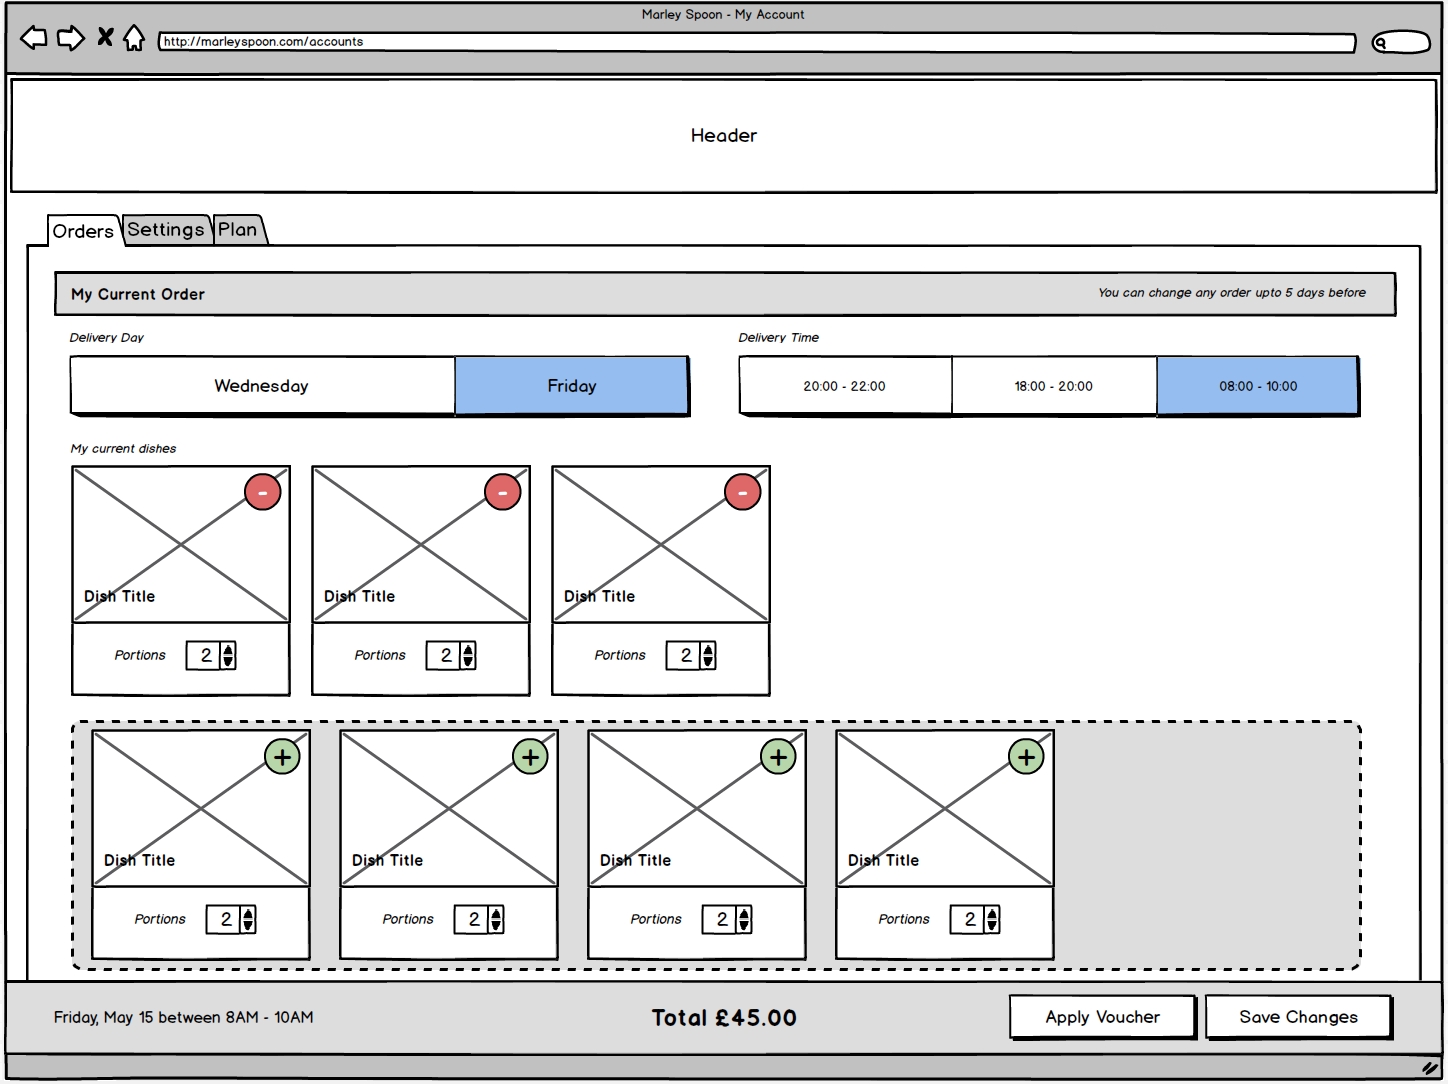 Marley Spoon - My Account
http://marleyspoon.com/accounts
Header
Orders Settings Plan
My Current Order You can change any order upto 5 days before
Delivery Day Delivery Time
Wednesday Friday 20:00 - 22:00 18:00 - 20:00 08:00 - 10:00
My current dishes
- - -
Dish Title Dish Title Dish Title
Portions 2 Portions 2 Portions 2
+ + + +
Dish Title Dish Title Dish Title Dish Title
Portions 2 Portions 2 Portions 2 Portions 2
Friday, May 15 between 8AM - 10AM Total £45.00 Apply Voucher Save Changes